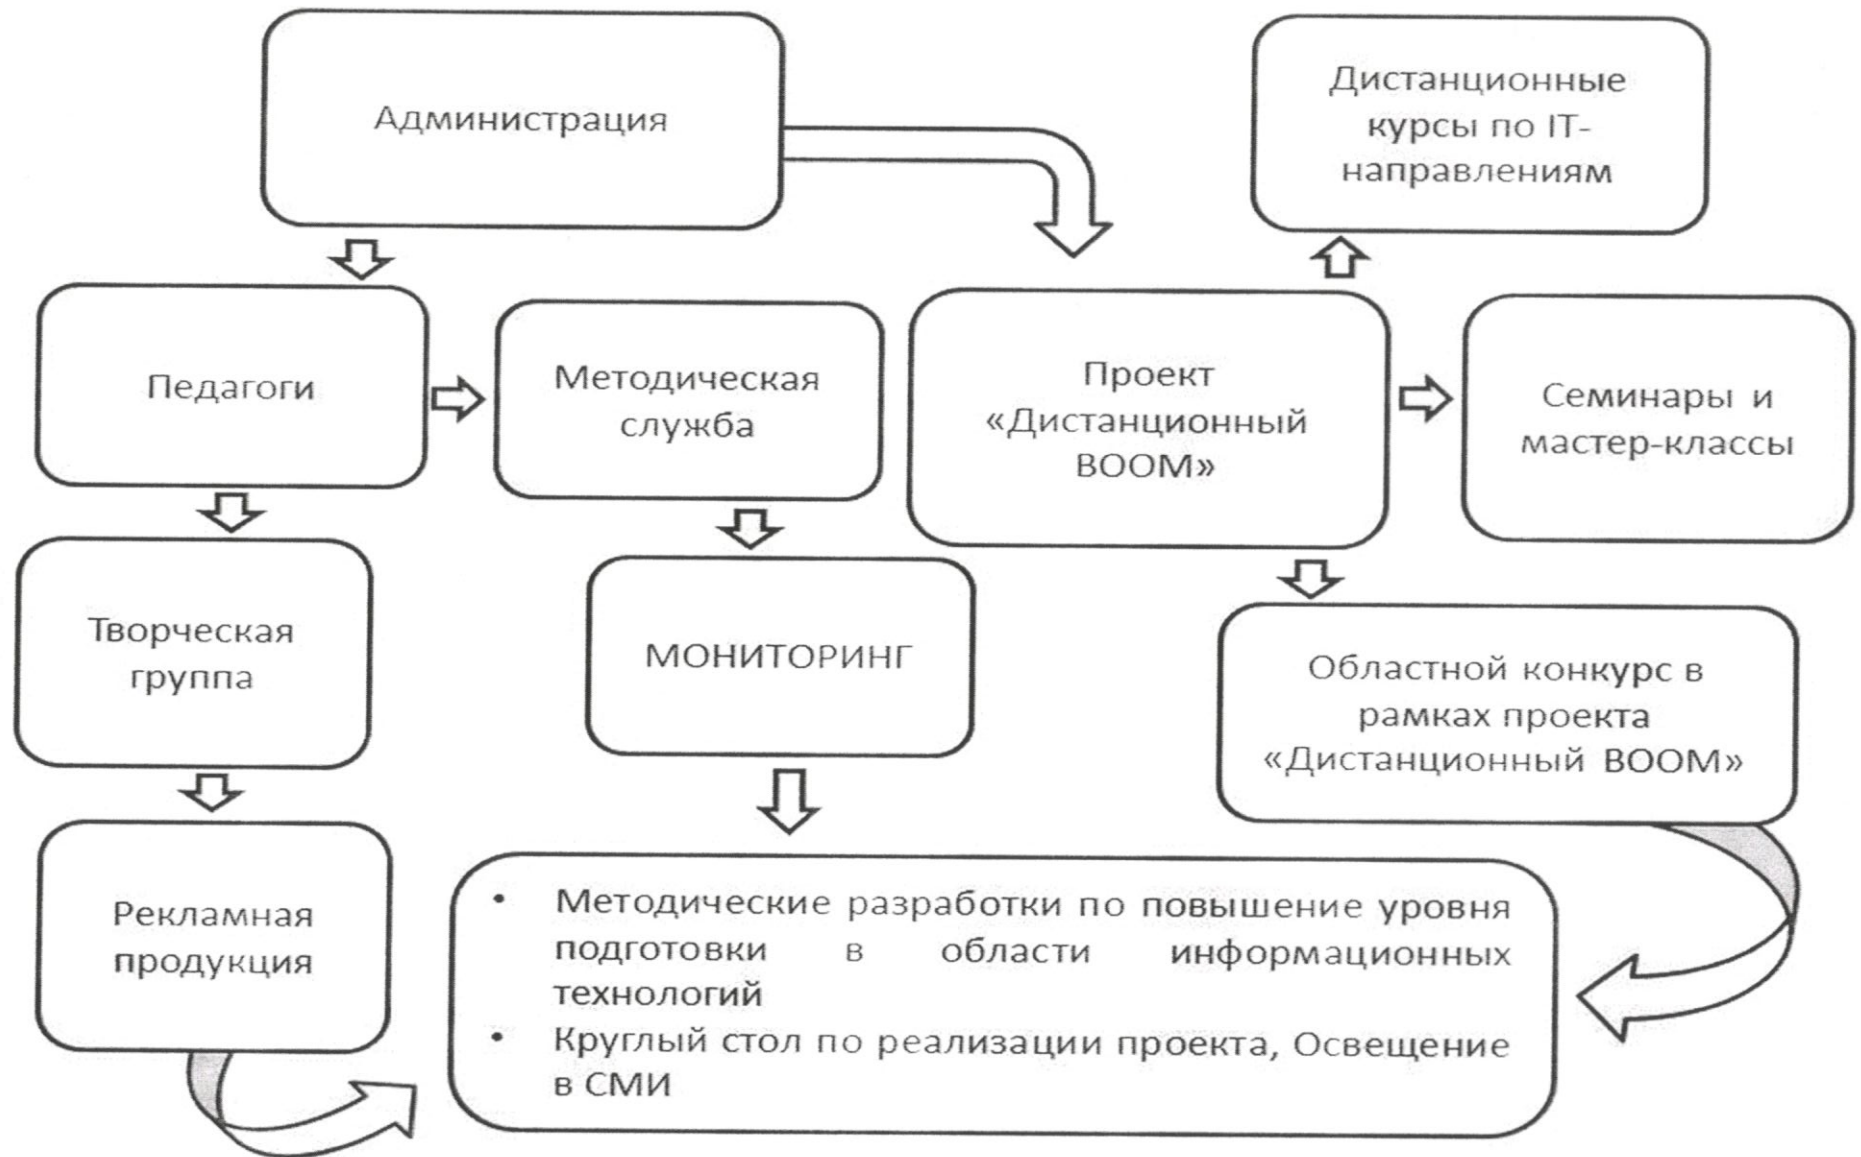 Администрация
Дистанционные
курсы по IT-
направлениям
Педагоги
Методическая
служба
Проект
«Дистанционный
BOOM»
Семинары и
мастер-классы
Творческая
группа
МОНИТОРИНГ
Областной конкурс в
рамках проекта
«Дистанционный BOOM»
Рекламная
продукция
• Методические разработки по повышение уровня
подготовки в области информационных
технологий
• Круглый стол по реализации проекта, Освещение
в СМИ